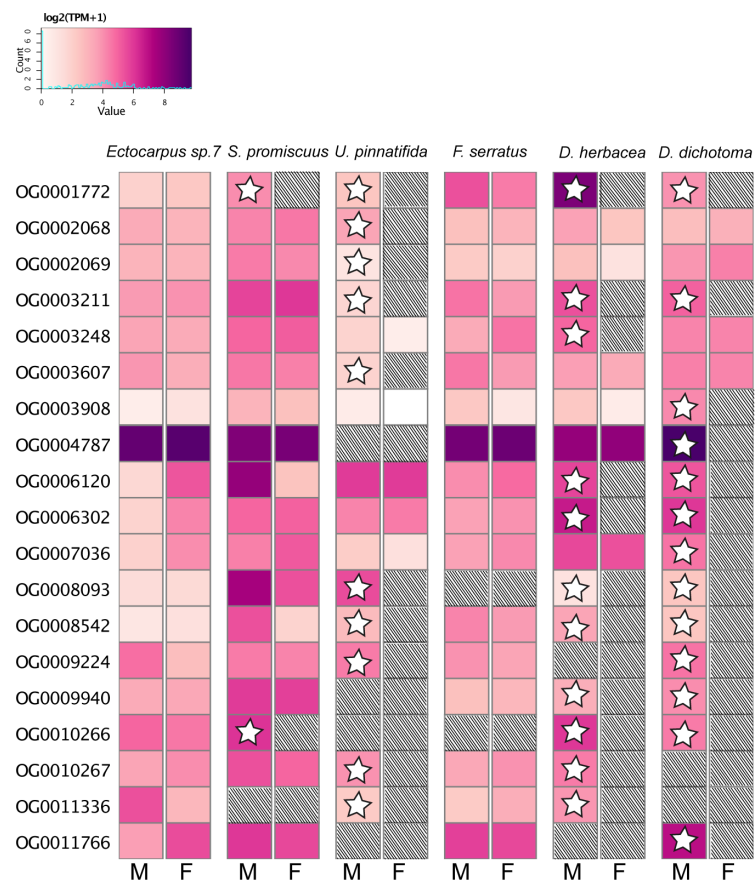 log2(TPM+1)
Count
0 2 4 6 0
0 2 4 6 8
Value
Ectocarpus sp.7 S. promiscuus U. pinnatifida F. serratus D. herbacea D. dichotoma
OG0001772
OG0002068
OG0002069
OG0003211
OG0003248
OG0003607
OG0003908
OG0004787
OG0006120
OG0006302
OG0007036
OG0008093
OG0008542
OG0009224
OG0009940
OG0010266
OG0010267
OG0011336
OG0011766
M F M F M F M F M F M F